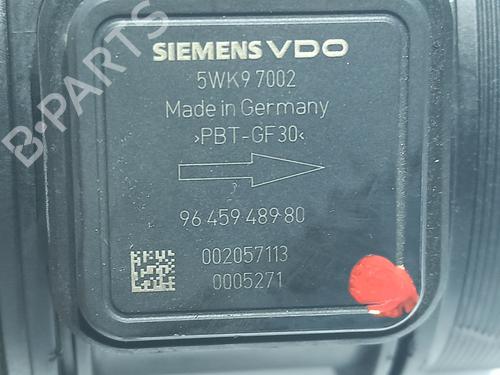 SIEMENS VDO
5WK9 7002
Made in Germany
>PBT-GF30<
96 459 489 80
002057113
0005271
B-PARTS